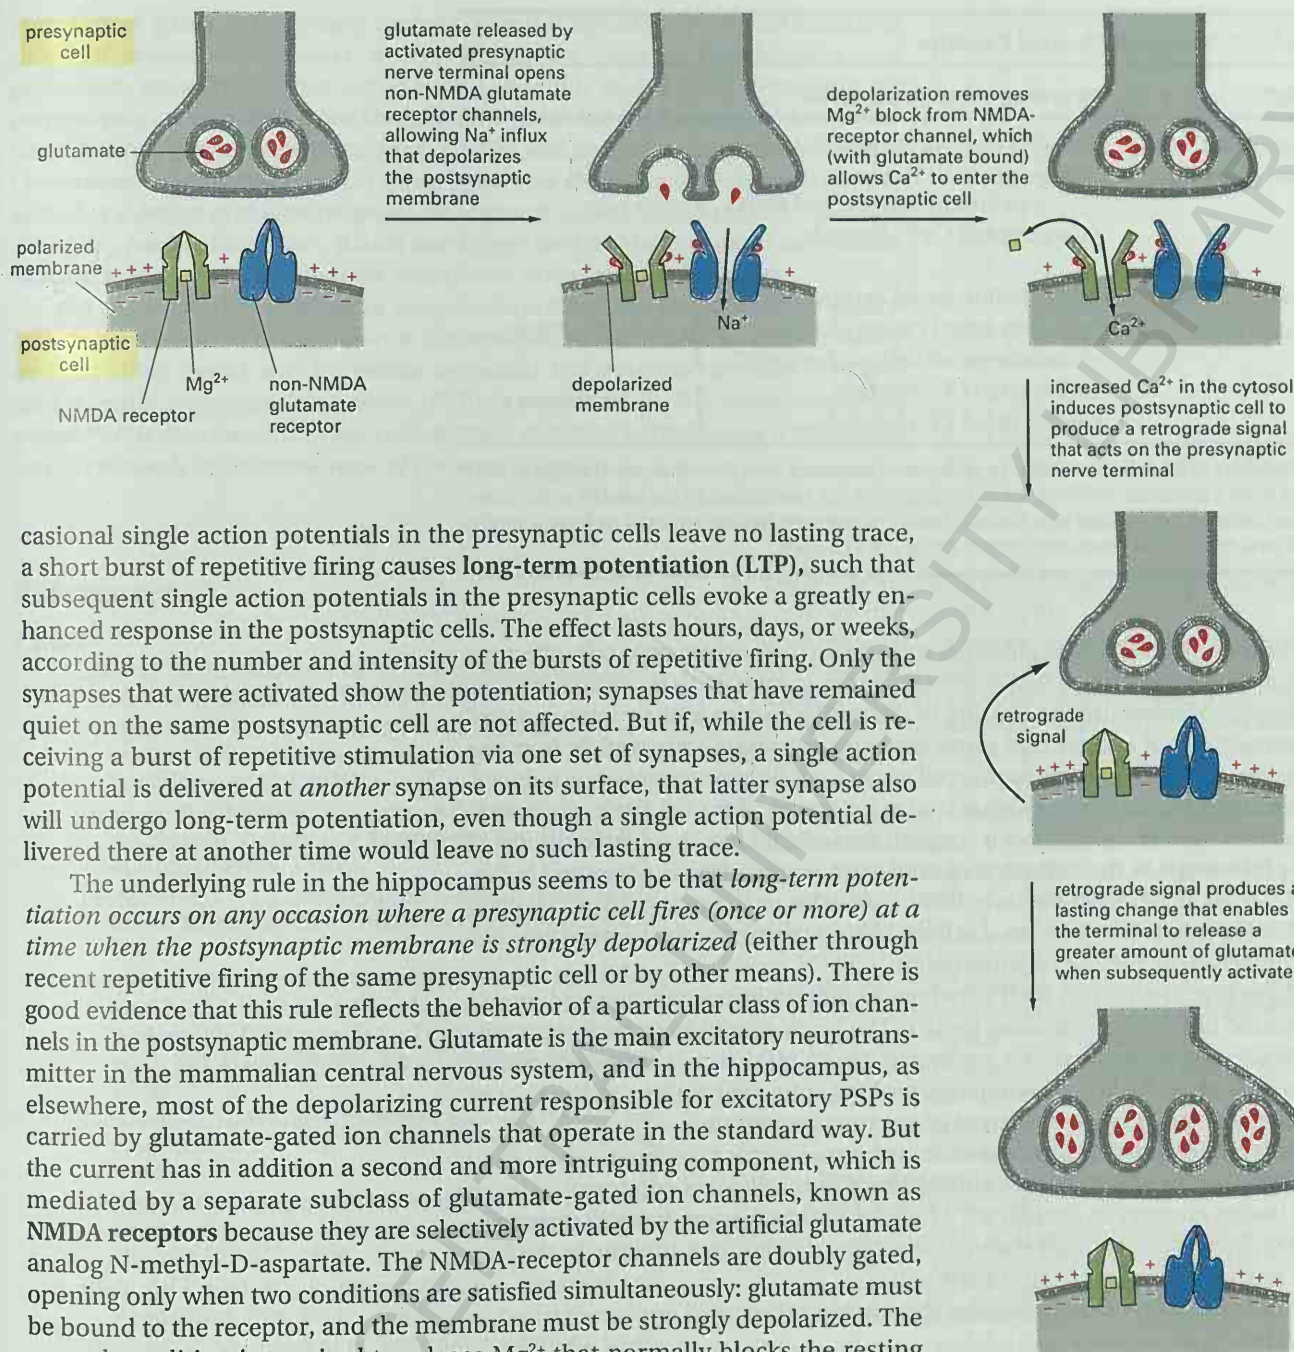 presynaptic
cell
glutamate
polarized
membrane
postsynaptic
cell
Mg²⁺
NMDA receptor
non-NMDA
glutamate
receptor
glutamate released by
activated presynaptic
nerve terminal opens
non-NMDA glutamate
receptor channels,
allowing Na⁺ influx
that depolarizes
the postsynaptic
membrane
Na⁺
depolarized
membrane
depolarization removes
Mg²⁺ block from NMDA-
receptor channel, which
(with glutamate bound)
allows Ca²⁺ to enter the
postsynaptic cell
Ca²⁺
increased Ca²⁺ in the cytosol
induces postsynaptic cell to
produce a retrograde signal
that acts on the presynaptic
nerve terminal
retrograde
signal
retrograde signal produces a
lasting change that enables
the terminal to release a
greater amount of glutamate
when subsequently activate
casional single action potentials in the presynaptic cells leave no lasting trace,
a short burst of repetitive firing causes long-term potentiation (LTP), such that
subsequent single action potentials in the presynaptic cells evoke a greatly en-
hanced response in the postsynaptic cells. The effect lasts hours, days, or weeks,
according to the number and intensity of the bursts of repetitive firing. Only the
synapses that were activated show the potentiation; synapses that have remained
quiet on the same postsynaptic cell are not affected. But if, while the cell is re-
ceiving a burst of repetitive stimulation via one set of synapses, a single action
potential is delivered at another synapse on its surface, that latter synapse also
will undergo long-term potentiation, even though a single action potential de-
livered there at another time would leave no such lasting trace.
The underlying rule in the hippocampus seems to be that long-term poten-
tiation occurs on any occasion where a presynaptic cell fires (once or more) at a
time when the postsynaptic membrane is strongly depolarized (either through
recent repetitive firing of the same presynaptic cell or by other means). There is
good evidence that this rule reflects the behavior of a particular class of ion chan-
nels in the postsynaptic membrane. Glutamate is the main excitatory neurotrans-
mitter in the mammalian central nervous system, and in the hippocampus, as
elsewhere, most of the depolarizing current responsible for excitatory PSPs is
carried by glutamate-gated ion channels that operate in the standard way. But
the current has in addition a second and more intriguing component, which is
mediated by a separate subclass of glutamate-gated ion channels, known as
NMDA receptors because they are selectively activated by the artificial glutamate
analog N-methyl-D-aspartate. The NMDA-receptor channels are doubly gated,
opening only when two conditions are satisfied simultaneously: glutamate must
be bound to the receptor, and the membrane must be strongly depolarized. The
CENTRAL UNIVERSITY LIBRARY